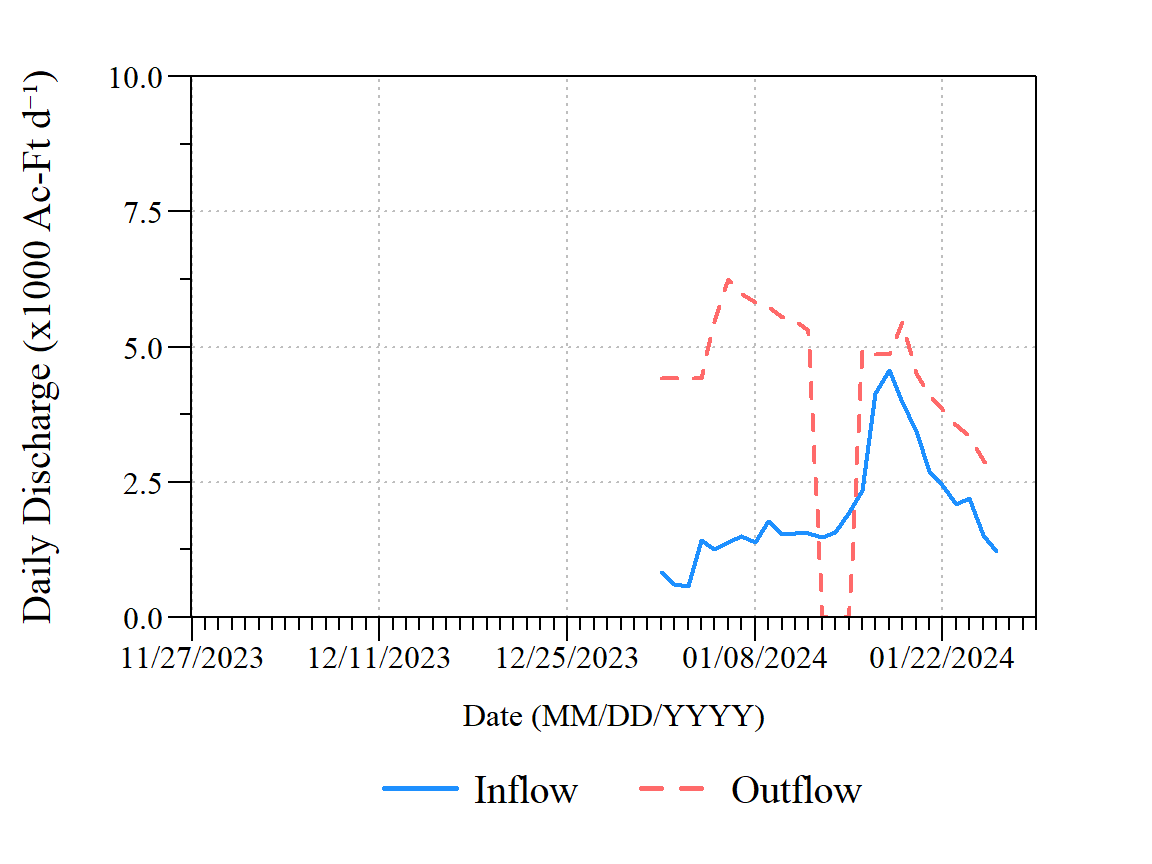 Daily Discharge (x1000 Ac-Ft d⁻¹)
10.0
7.5
5.0
2.5
0.0
11/27/2023 12/11/2023 12/25/2023 01/08/2024 01/22/2024
Date (MM/DD/YYYY)
Inflow Outflow